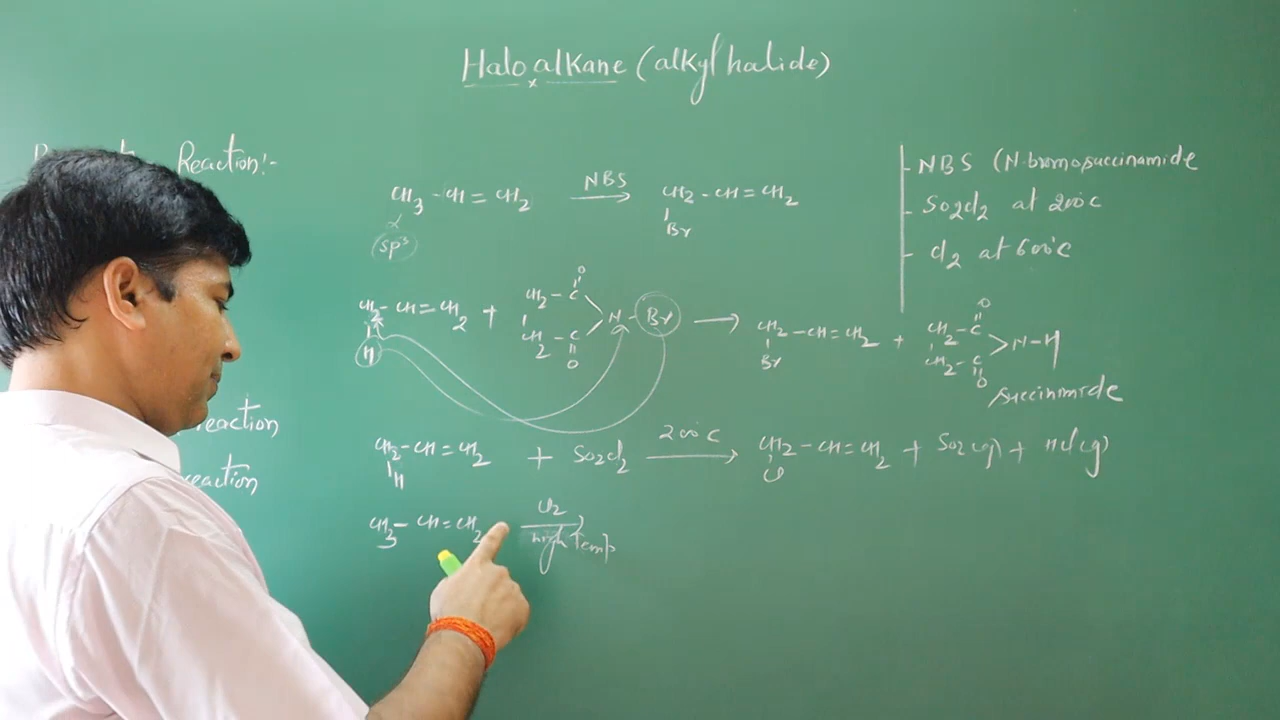 Haloalkane (alkyl halide)
Reaction:-
CH3 - CH = CH2 NBS CH2 - CH = CH2
Br
α
(sp³)
- NBS (N-bromosuccinamide
- SO2Cl2 at 200°C
- Cl2 at 600°C
CH2 - CH = CH2 + CH2 - C O CH2 - C O N - Br → CH2 - CH = CH2 + CH2 - C O CH2 - C O N - H
H Br
succinimide
reaction
CH2 - CH = CH2 + SO2Cl2 200°C CH2 - CH = CH2 + SO2(g) + HCl(g)
H Cl
CH3 - CH = CH2 Cl2
high temp